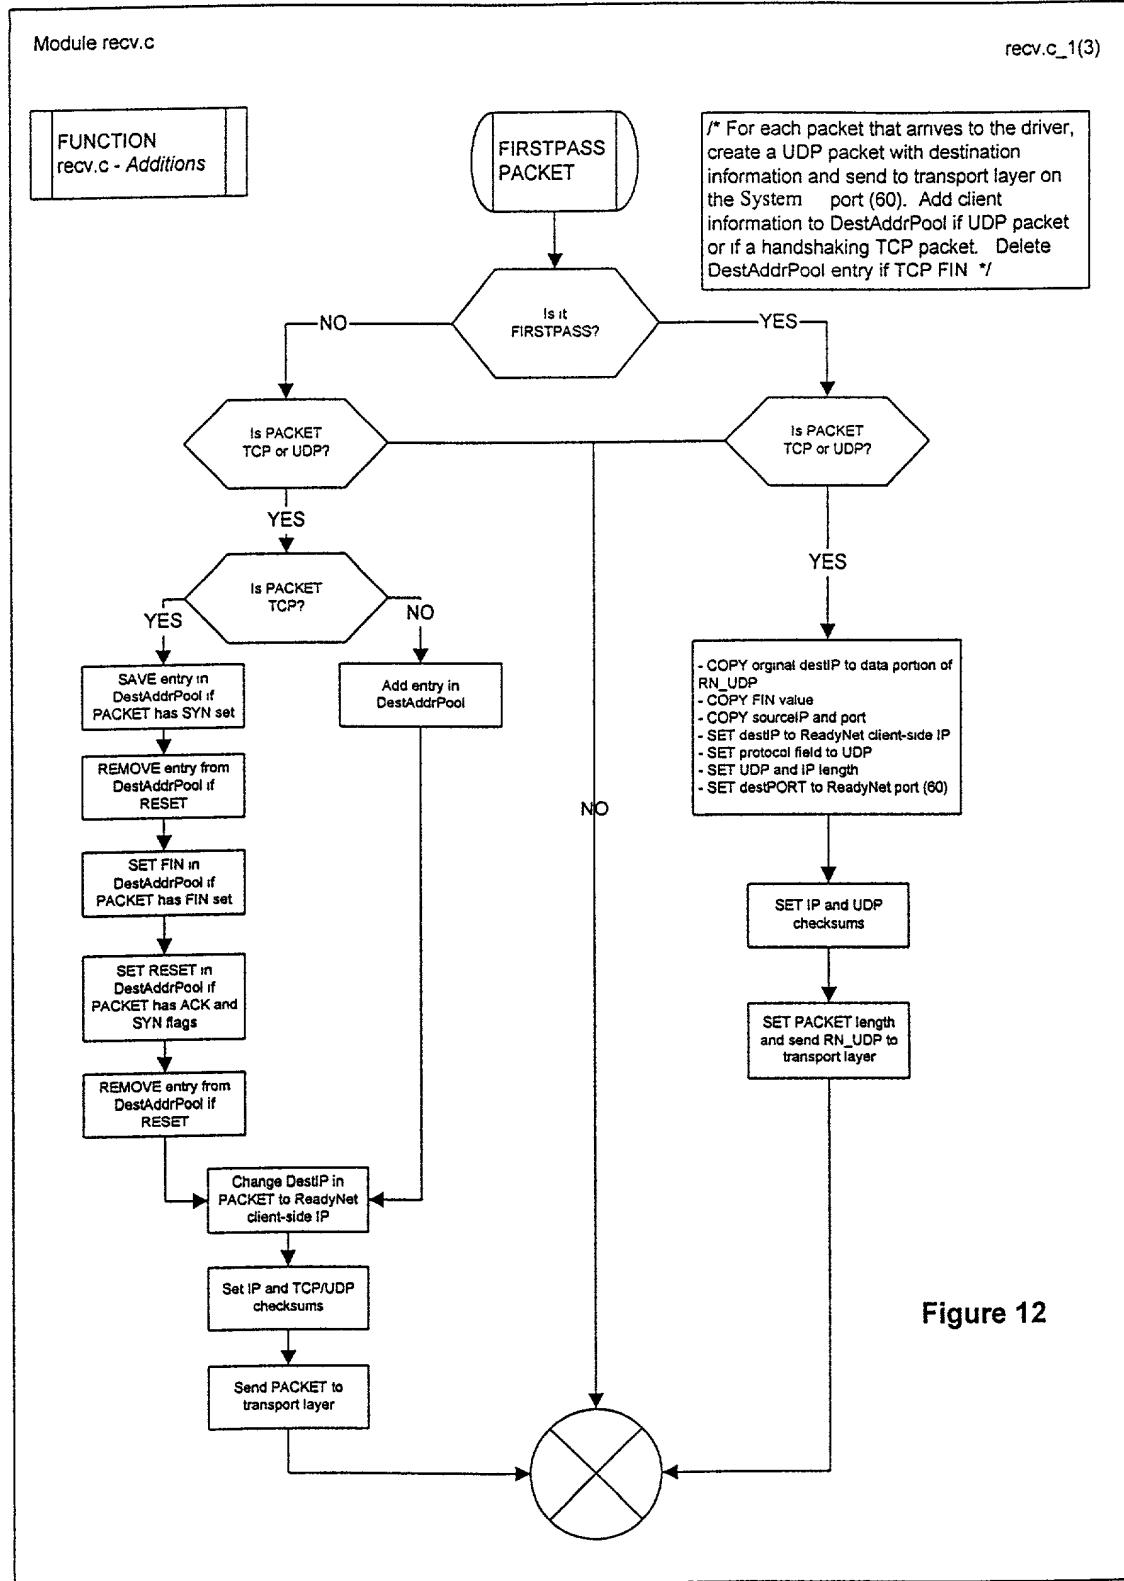 Module recv.c
recv.c_1(3)
FUNCTION
recv.c - Additions
FIRSTPASS
PACKET
/* For each packet that arrives to the driver,
create a UDP packet with destination
information and send to transport layer on
the System port (60). Add client
information to DestAddrPool if UDP packet
or if a handshaking TCP packet. Delete
DestAddrPool entry if TCP FIN */
Is it
FIRSTPASS?
NO
YES
Is PACKET
TCP or UDP?
Is PACKET
TCP or UDP?
YES
YES
Is PACKET
TCP?
YES
NO
SAVE entry in
DestAddrPool if
PACKET has SYN set
Add entry in
DestAddrPool
- COPY orginal destIP to data portion of
RN_UDP
- COPY FIN value
- COPY sourceIP and port
- SET destIP to ReadyNet client-side IP
- SET protocol field to UDP
- SET UDP and IP length
- SET destPORT to ReadyNet port (60)
REMOVE entry from
DestAddrPool if
RESET
NO
SET FIN in
DestAddrPool if
PACKET has FIN set
SET IP and UDP
checksums
SET RESET in
DestAddrPool if
PACKET has ACK and
SYN flags
SET PACKET length
and send RN_UDP to
transport layer
REMOVE entry from
DestAddrPool if
RESET
Change DestIP in
PACKET to ReadyNet
client-side IP
Set IP and TCP/UDP
checksums
Figure 12
Send PACKET to
transport layer